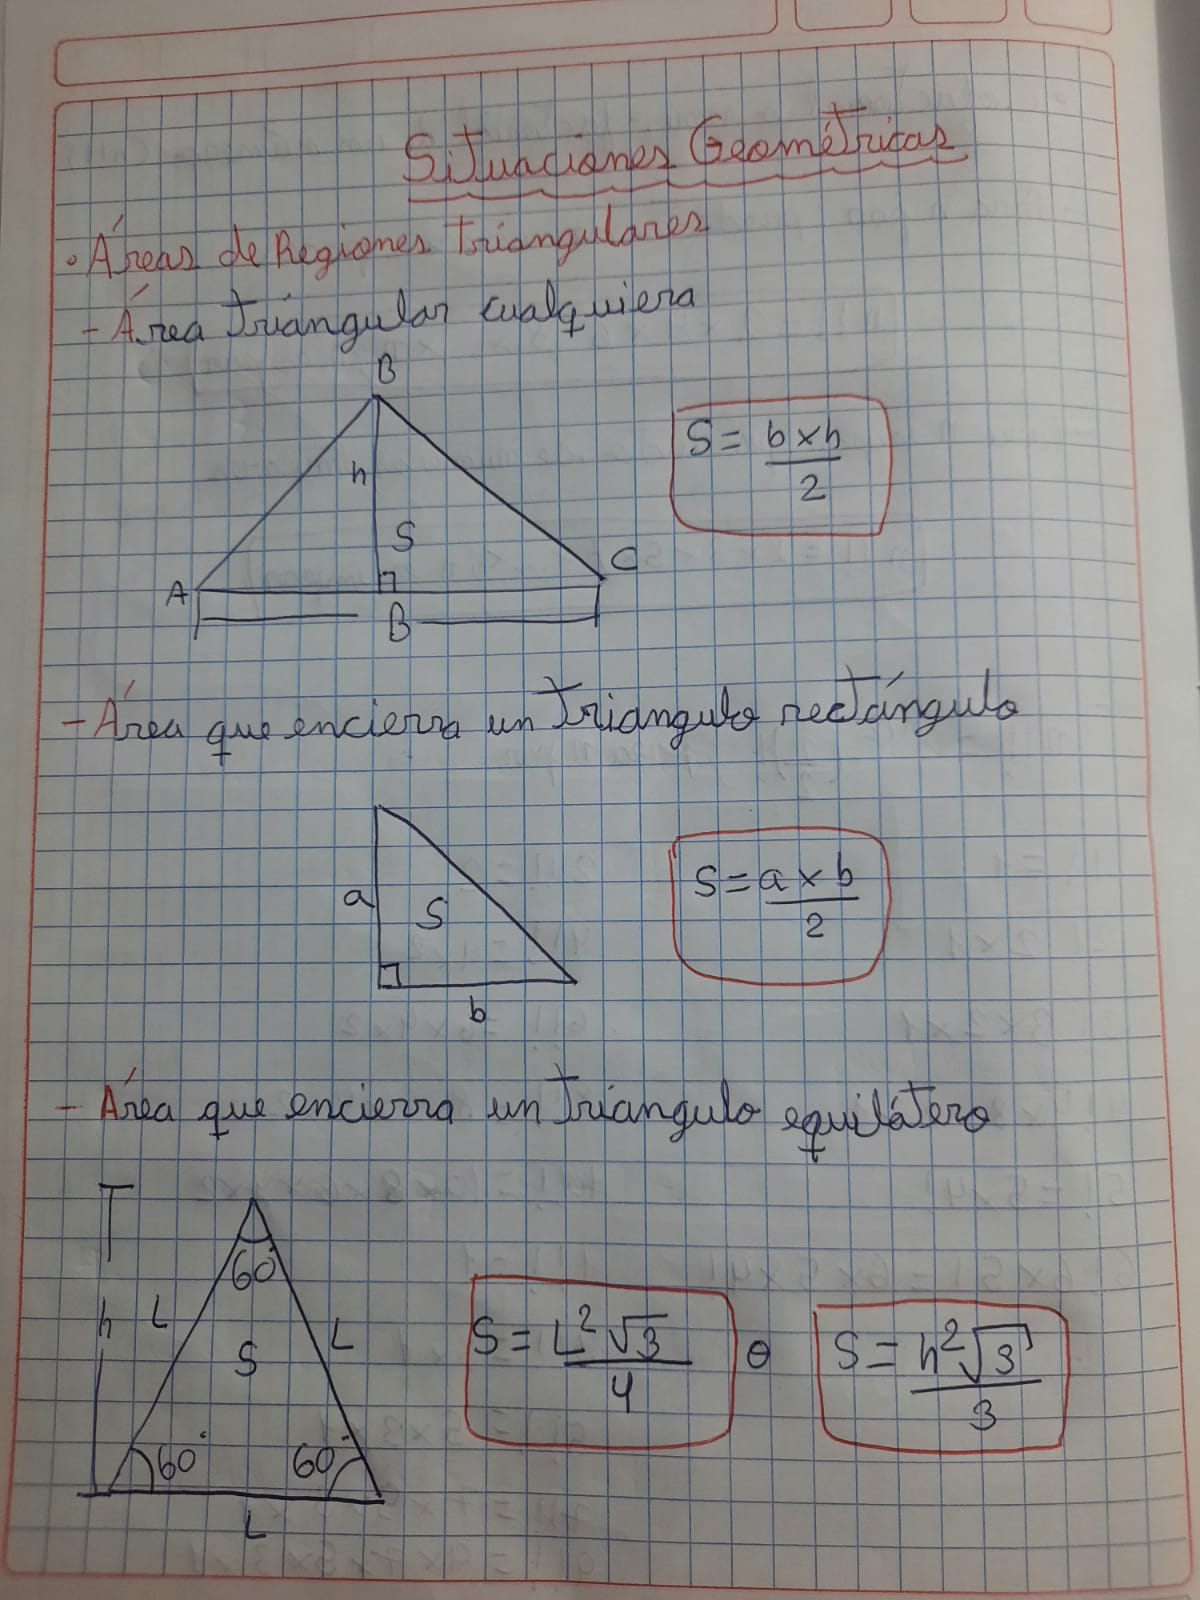 Situaciones Geométricas
• Áreas de Regiones Triangulares
- Área Triángular cualquiera
B
h
S
A
C
B
S = b x h / 2
- Área que encierra un Triangulo rectángulo
a
S
b
S = a x b / 2
- Área que encierra un Triangulo equilátero
60°
h
L
L
S
60°
60°
L
S = L²√3 / 4 o S = h²√3 / 3